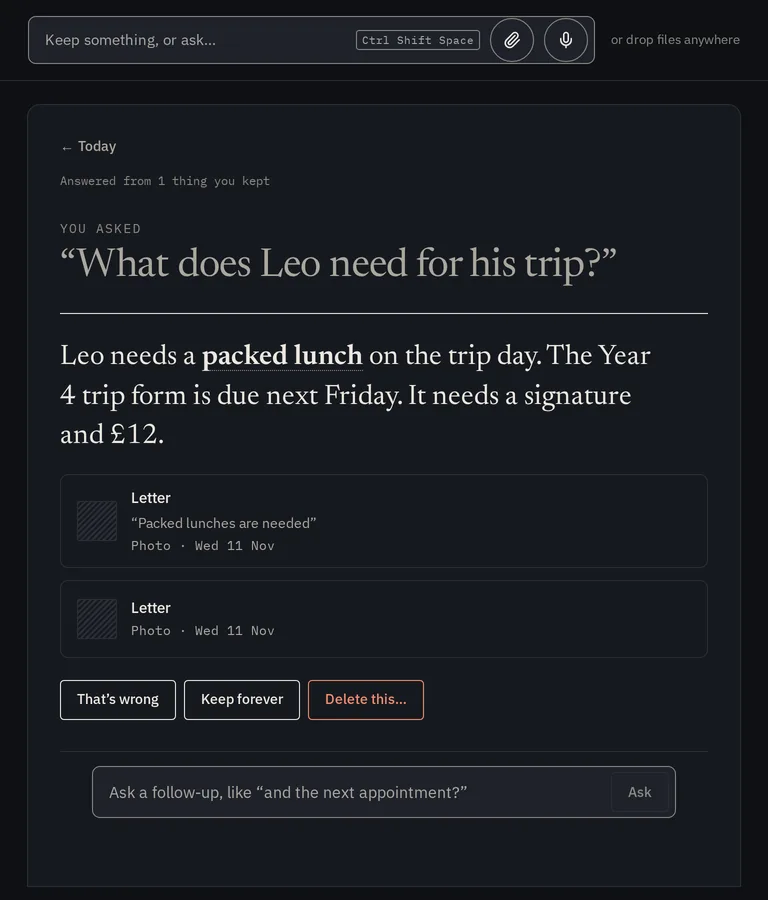 Keep something, or ask…
Ctrl Shift Space
or drop files anywhere
← Today
Answered from 1 thing you kept
YOU ASKED
“What does Leo need for his trip?”
Leo needs a packed lunch on the trip day. The Year
4 trip form is due next Friday. It needs a signature
and £12.
Letter
“Packed lunches are needed”
Photo · Wed 11 Nov
Letter
Photo · Wed 11 Nov
That’s wrong
Keep forever
Delete this…
Ask a follow-up, like “and the next appointment?”
Ask